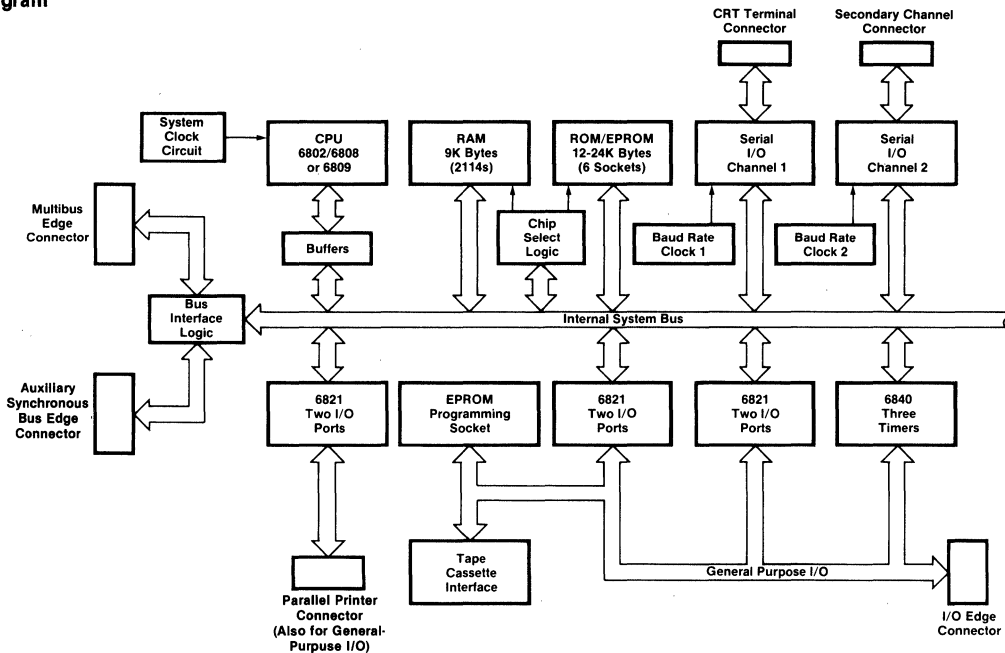 gram
CRT Terminal
Connector
Secondary Channel
Connector
System
Clock
Circuit
CPU
6802/6808
or 6809
RAM
9K Bytes
(2114s)
ROM/EPROM
12-24K Bytes
(6 Sockets)
Serial
I/O
Channel 1
Serial
I/O
Channel 2
Multibus
Edge
Connector
Buffers
Chip
Select
Logic
Baud Rate
Clock 1
Baud Rate
Clock 2
Bus
Interface
Logic
Internal System Bus
Auxiliary
Synchronous
Bus Edge
Connector
6821
Two I/O
Ports
EPROM
Programming
Socket
6821
Two I/O
Ports
6821
Two I/O
Ports
6840
Three
Timers
Tape
Cassette
Interface
General Purpose I/O
Parallel Printer
Connector
(Also for General-
Purpuse I/O)
I/O Edge
Connector